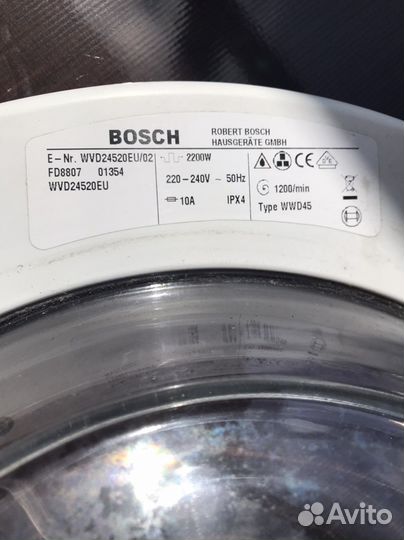 BOSCH
ROBERT BOSCH
HAUSGERÄTE GMBH
E-Nr. WVD24520EU/02
2200W
FD8807 01354
220-240V ~ 50Hz
1200/min
WVD24520EU
10A IPX4
Type WWD45
CE
Avito